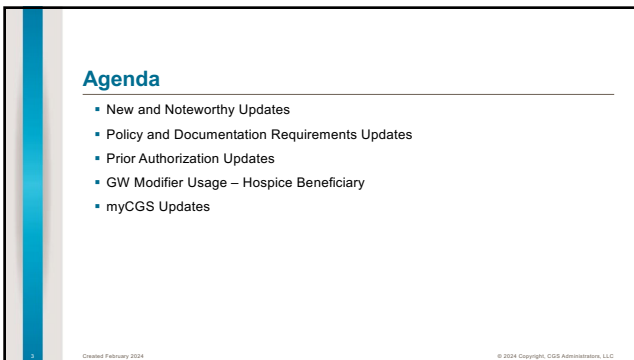 Agenda
▪ New and Noteworthy Updates
▪ Policy and Documentation Requirements Updates
▪ Prior Authorization Updates
▪ GW Modifier Usage – Hospice Beneficiary
▪ myCGS Updates
3 Created February 2024 © 2024 Copyright, CGS Administrators, LLC